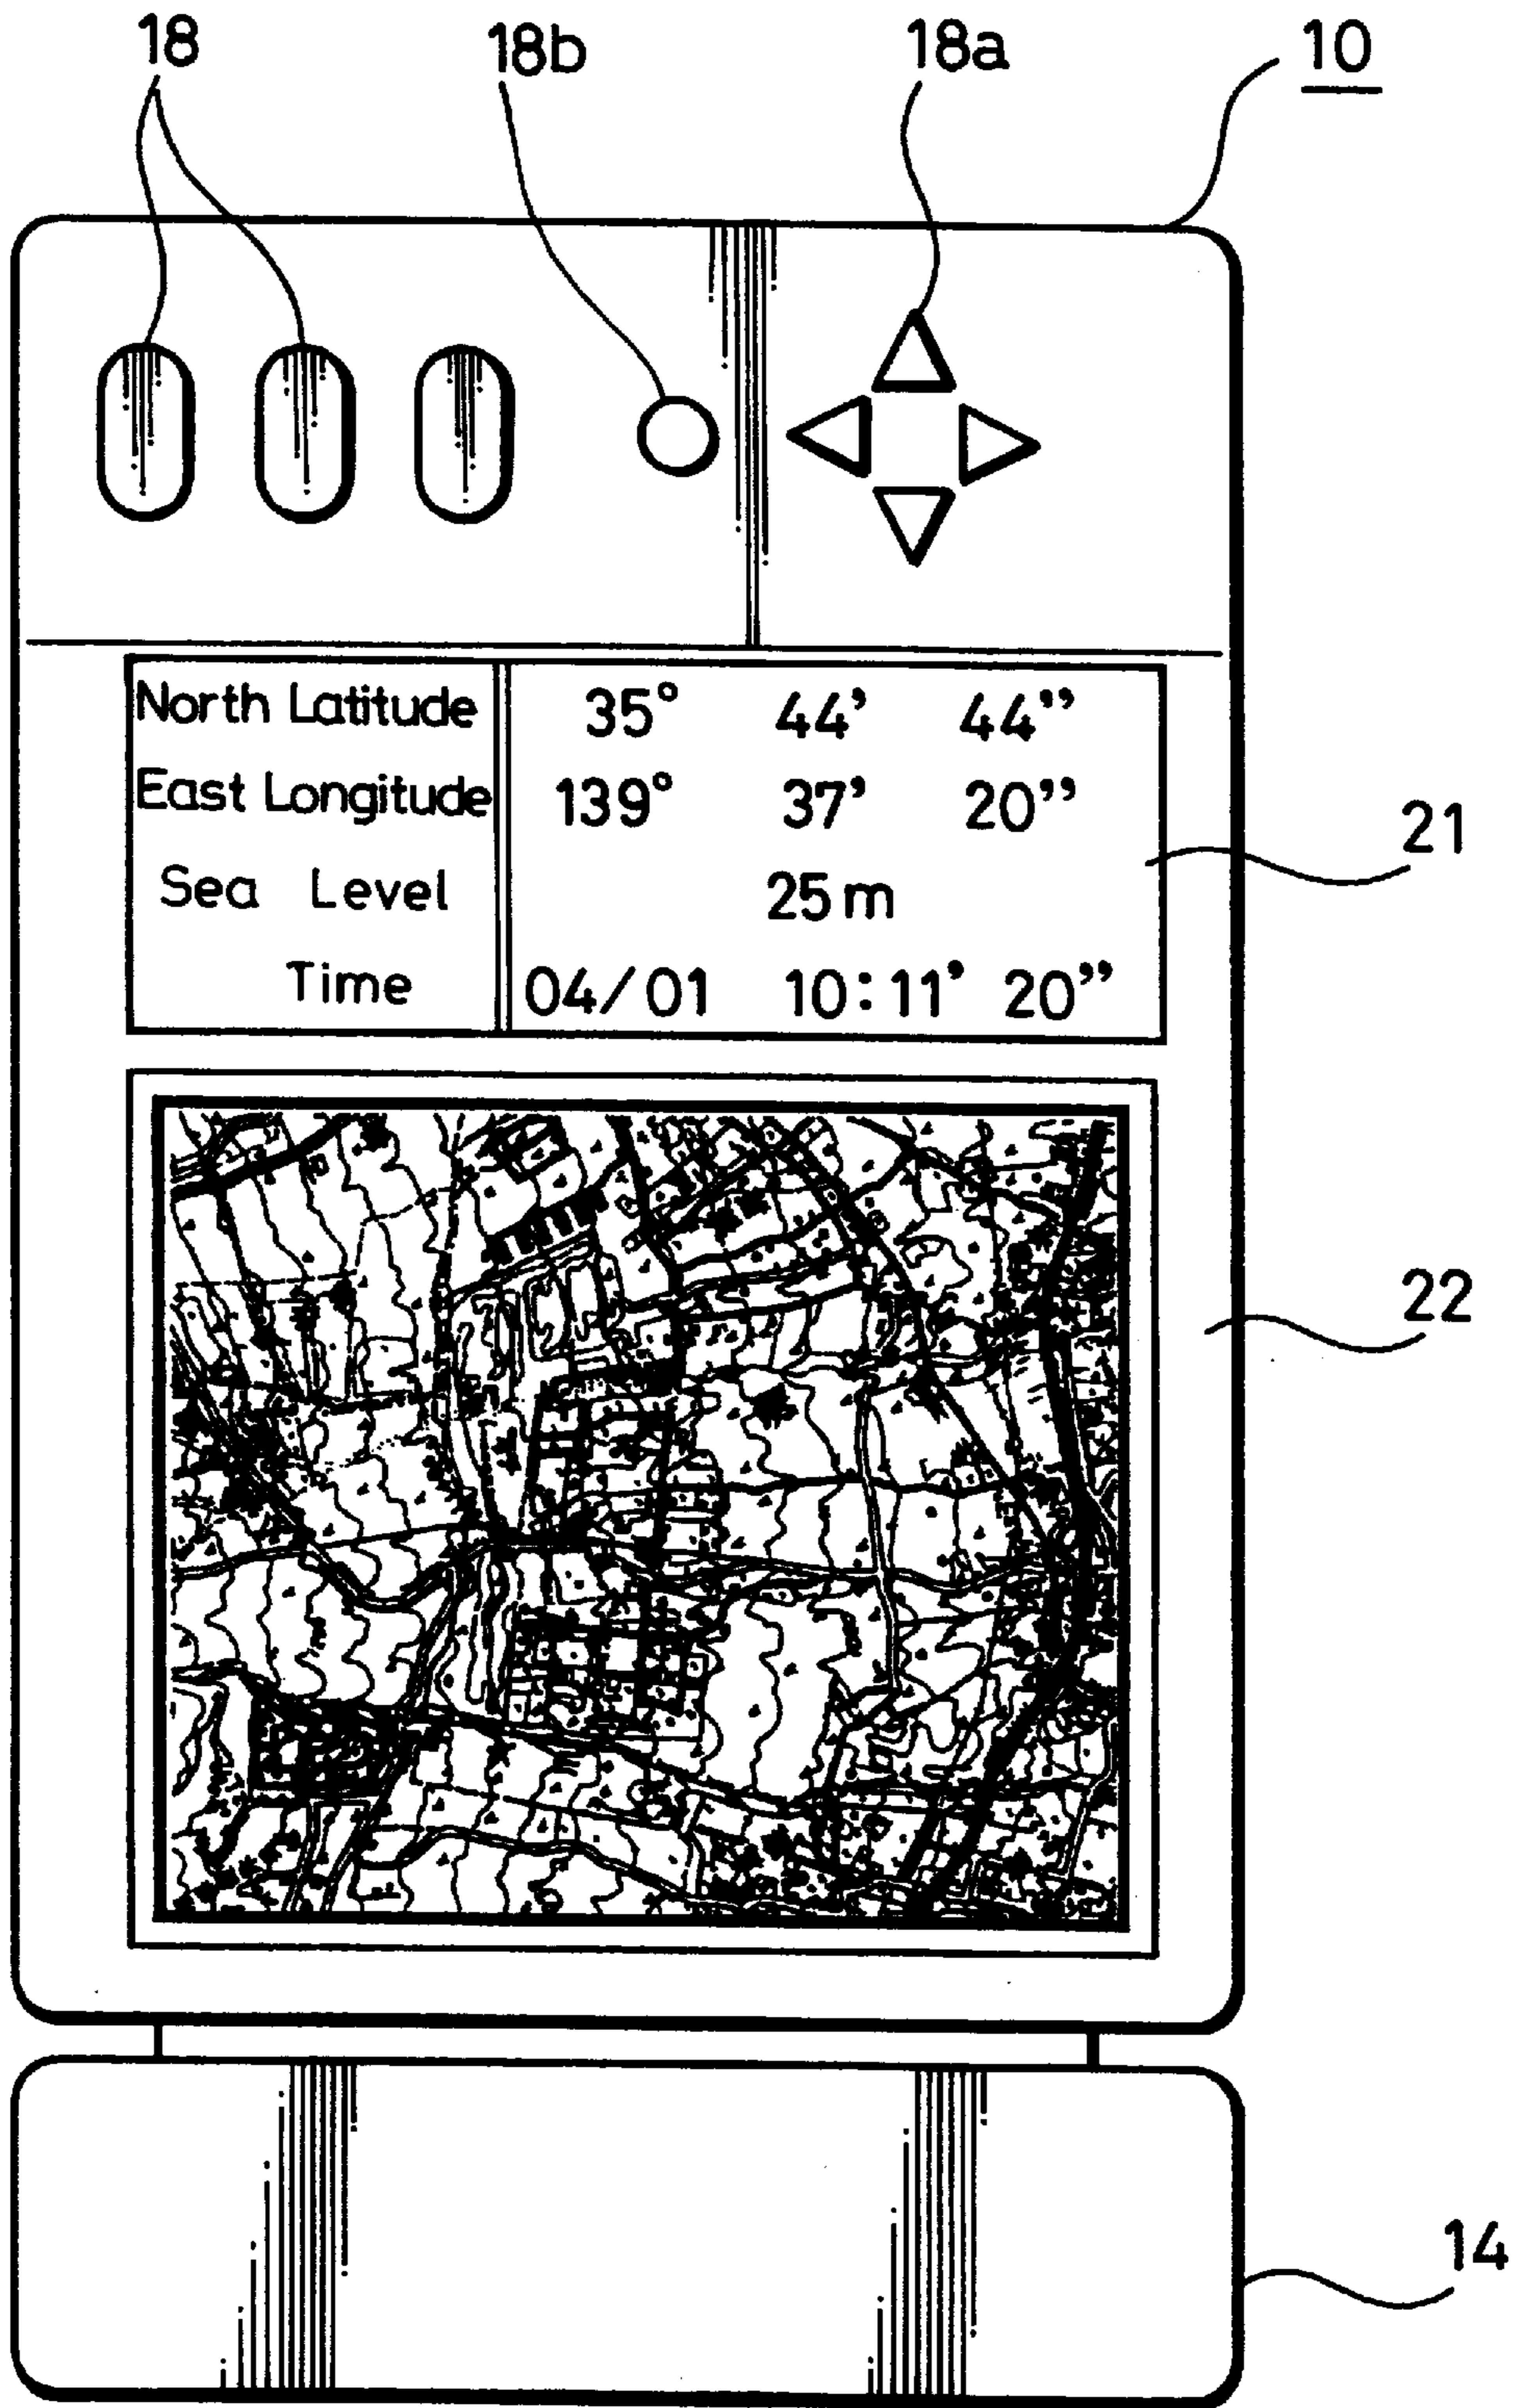 18 18b 18a 10
North Latitude 35° 44’ 44”
East Longitude 139° 37’ 20”
21
Sea Level 25 m
Time 04/01 10:11’ 20”
22
14